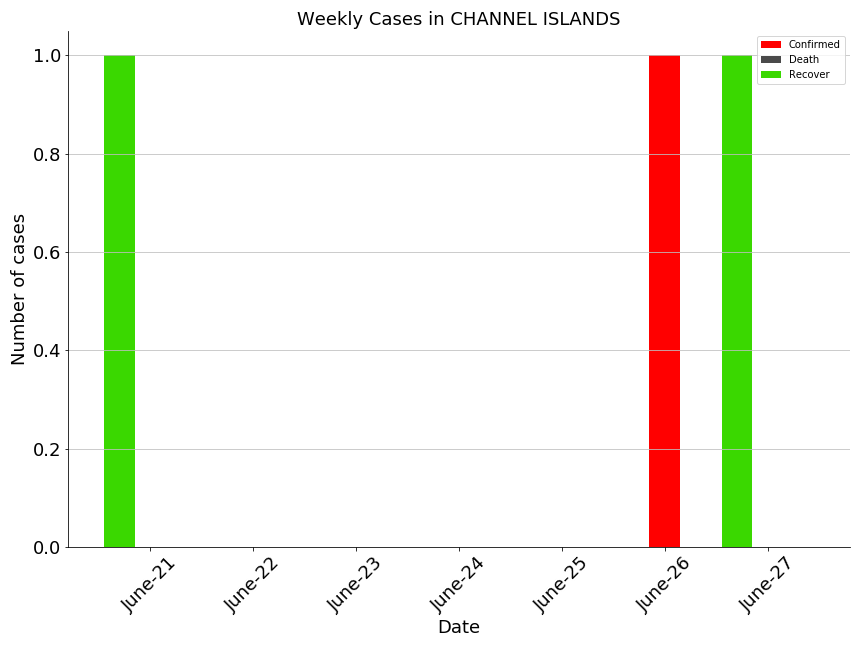 Weekly Cases in CHANNEL ISLANDS
Confirmed
Death
Recover
Number of cases
1.0
0.8
0.6
0.4
0.2
0.0
June-21
June-22
June-23
June-24
June-25
June-26
June-27
Date